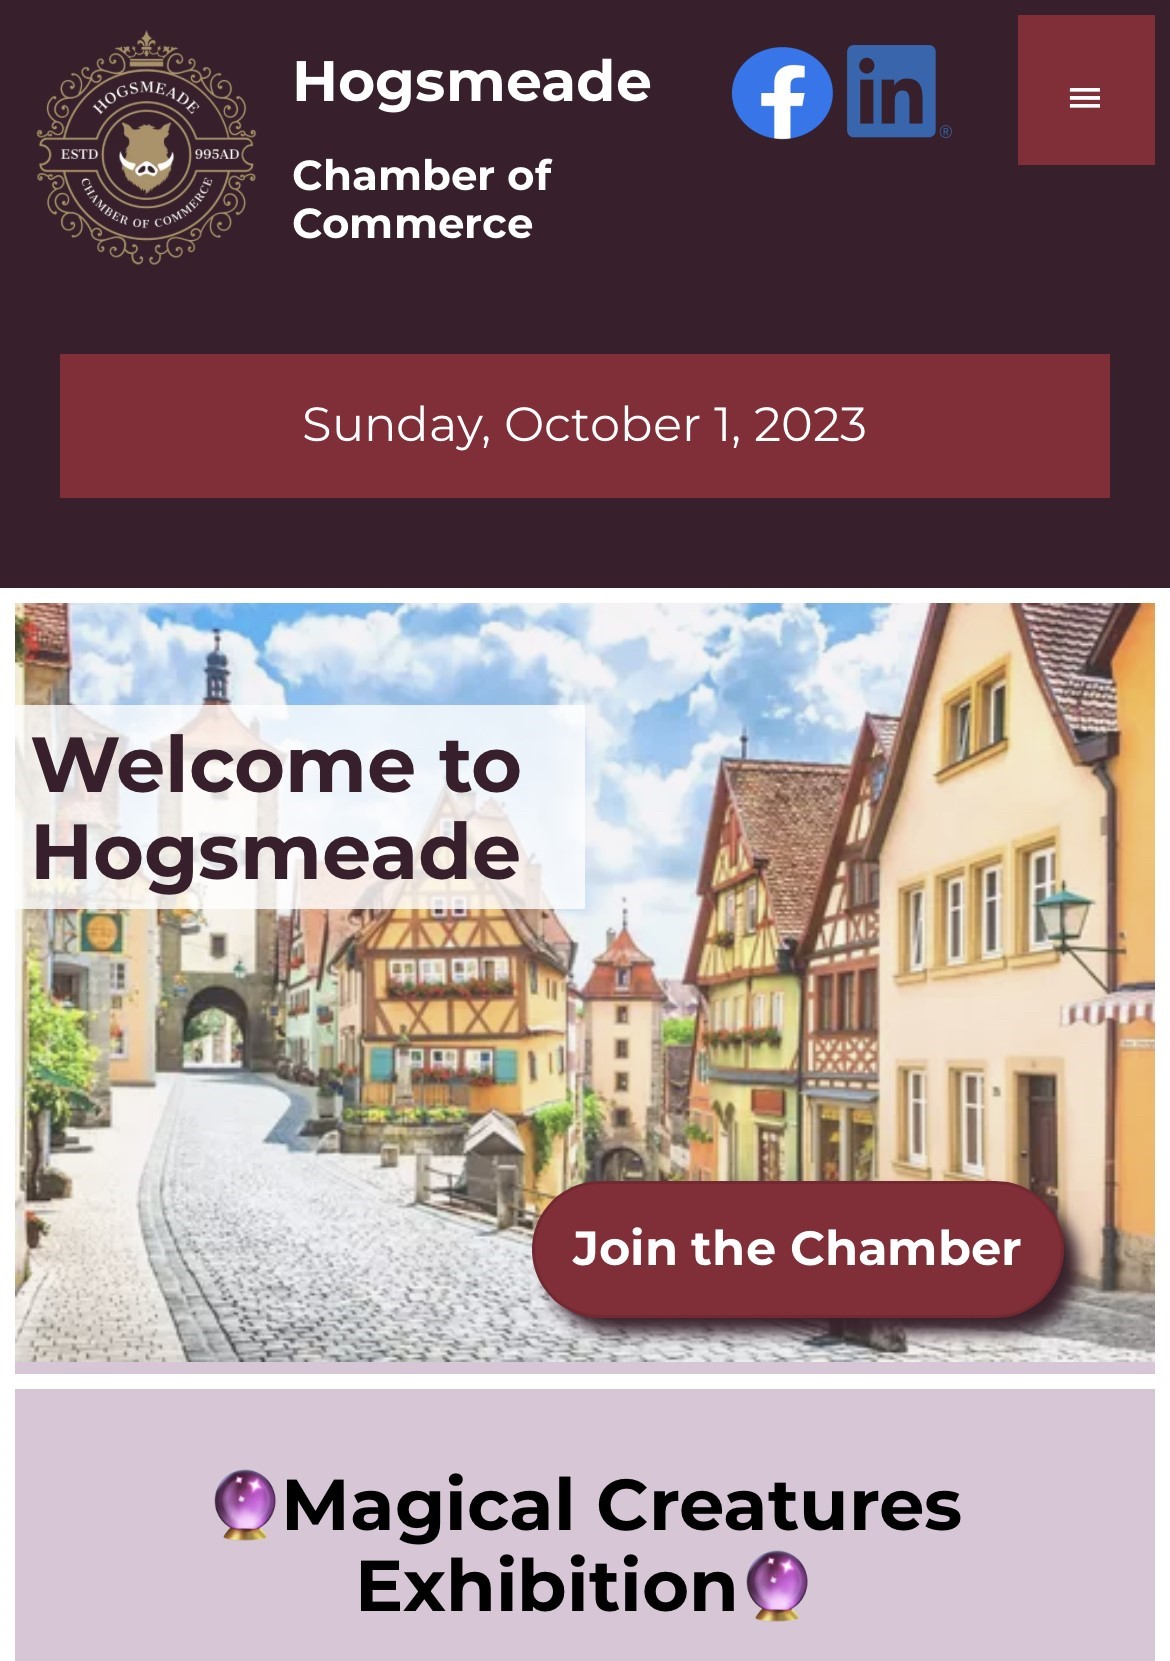 HOGSMEADE
ESTD 995AD
CHAMBER OF COMMERCE
Hogsmeade
Chamber of
Commerce
f
in®
Sunday, October 1, 2023
Welcome to
Hogsmeade
Join the Chamber
🔮Magical Creatures
Exhibition🔮